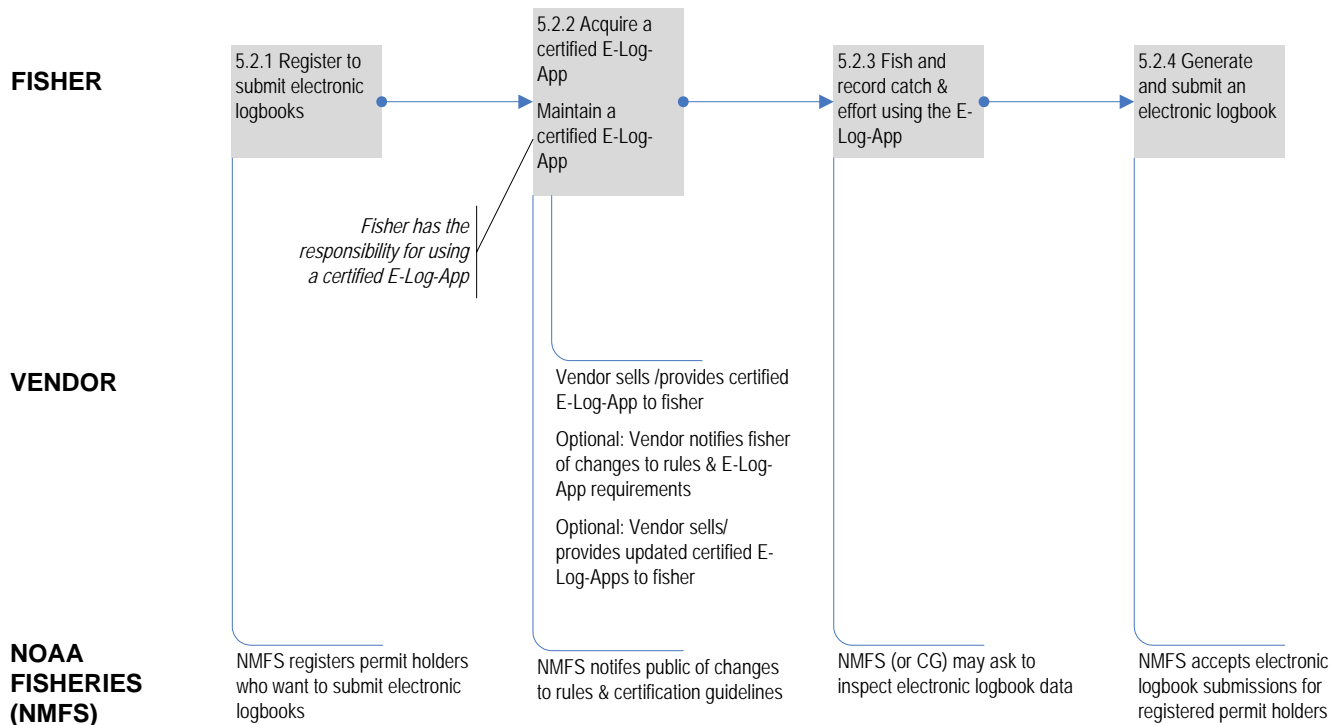 FISHER
5.2.1 Register to
submit electronic
logbooks
5.2.2 Acquire a
certified E-Log-
App
Maintain a
certified E-Log-
App
5.2.3 Fish and
record catch &
effort using the E-
Log-App
5.2.4 Generate
and submit an
electronic logbook
Fisher has the
responsibility for using
a certified E-Log-App
VENDOR
Vendor sells /provides certified
E-Log-App to fisher
Optional: Vendor notifies fisher
of changes to rules & E-Log-
App requirements
Optional: Vendor sells/
provides updated certified E-
Log-Apps to fisher
NOAA
FISHERIES
(NMFS)
NMFS registers permit holders
who want to submit electronic
logbooks
NMFS notifes public of changes
to rules & certification guidelines
NMFS (or CG) may ask to
inspect electronic logbook data
NMFS accepts electronic
logbook submissions for
registered permit holders